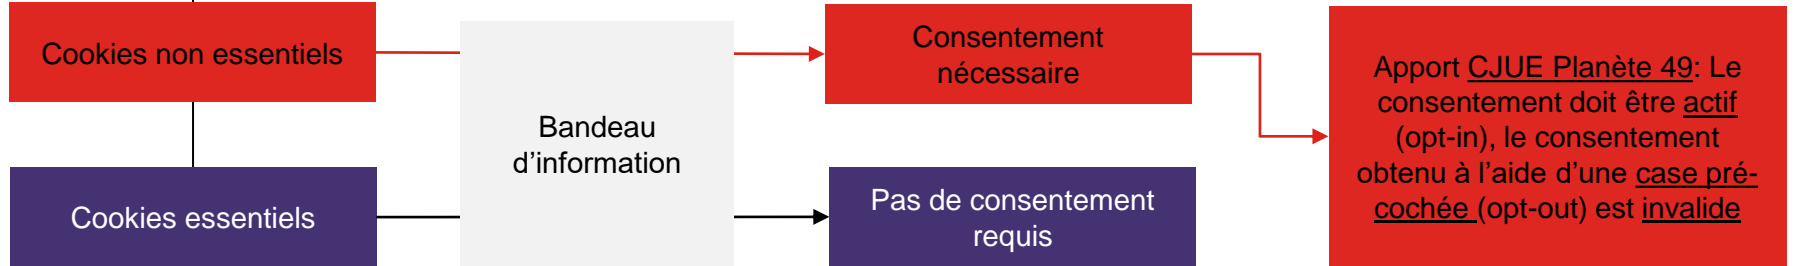 Cookies non essentiels
Bandeau
d’information
Consentement
nécessaire
Apport CJUE Planète 49: Le
consentement doit être actif
(opt-in), le consentement
obtenu à l’aide d’une case pré-
cochée (opt-out) est invalide
Cookies essentiels
Pas de consentement
requis